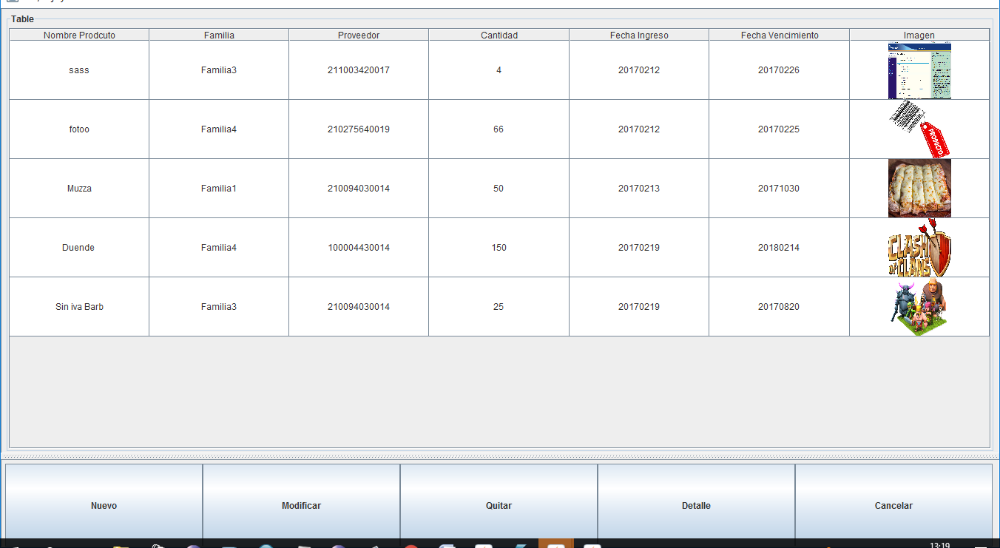 Table
Nombre Prodcuto Familia Proveedor Cantidad Fecha Ingreso Fecha Vencimiento Imagen
sass Familia3 211003420017 4 20170212 20170226
fotoo Familia4 210275640019 66 20170212 20170225
PRODUCTO
Muzza Familia1 210094030014 50 20170213 20171030
Duende Familia4 100004430014 150 20170219 20180214
CLASH
OF CLANS
Sin iva Barb Familia3 210094030014 25 20170219 20170820
Nuevo Modificar Quitar Detalle Cancelar
13:19